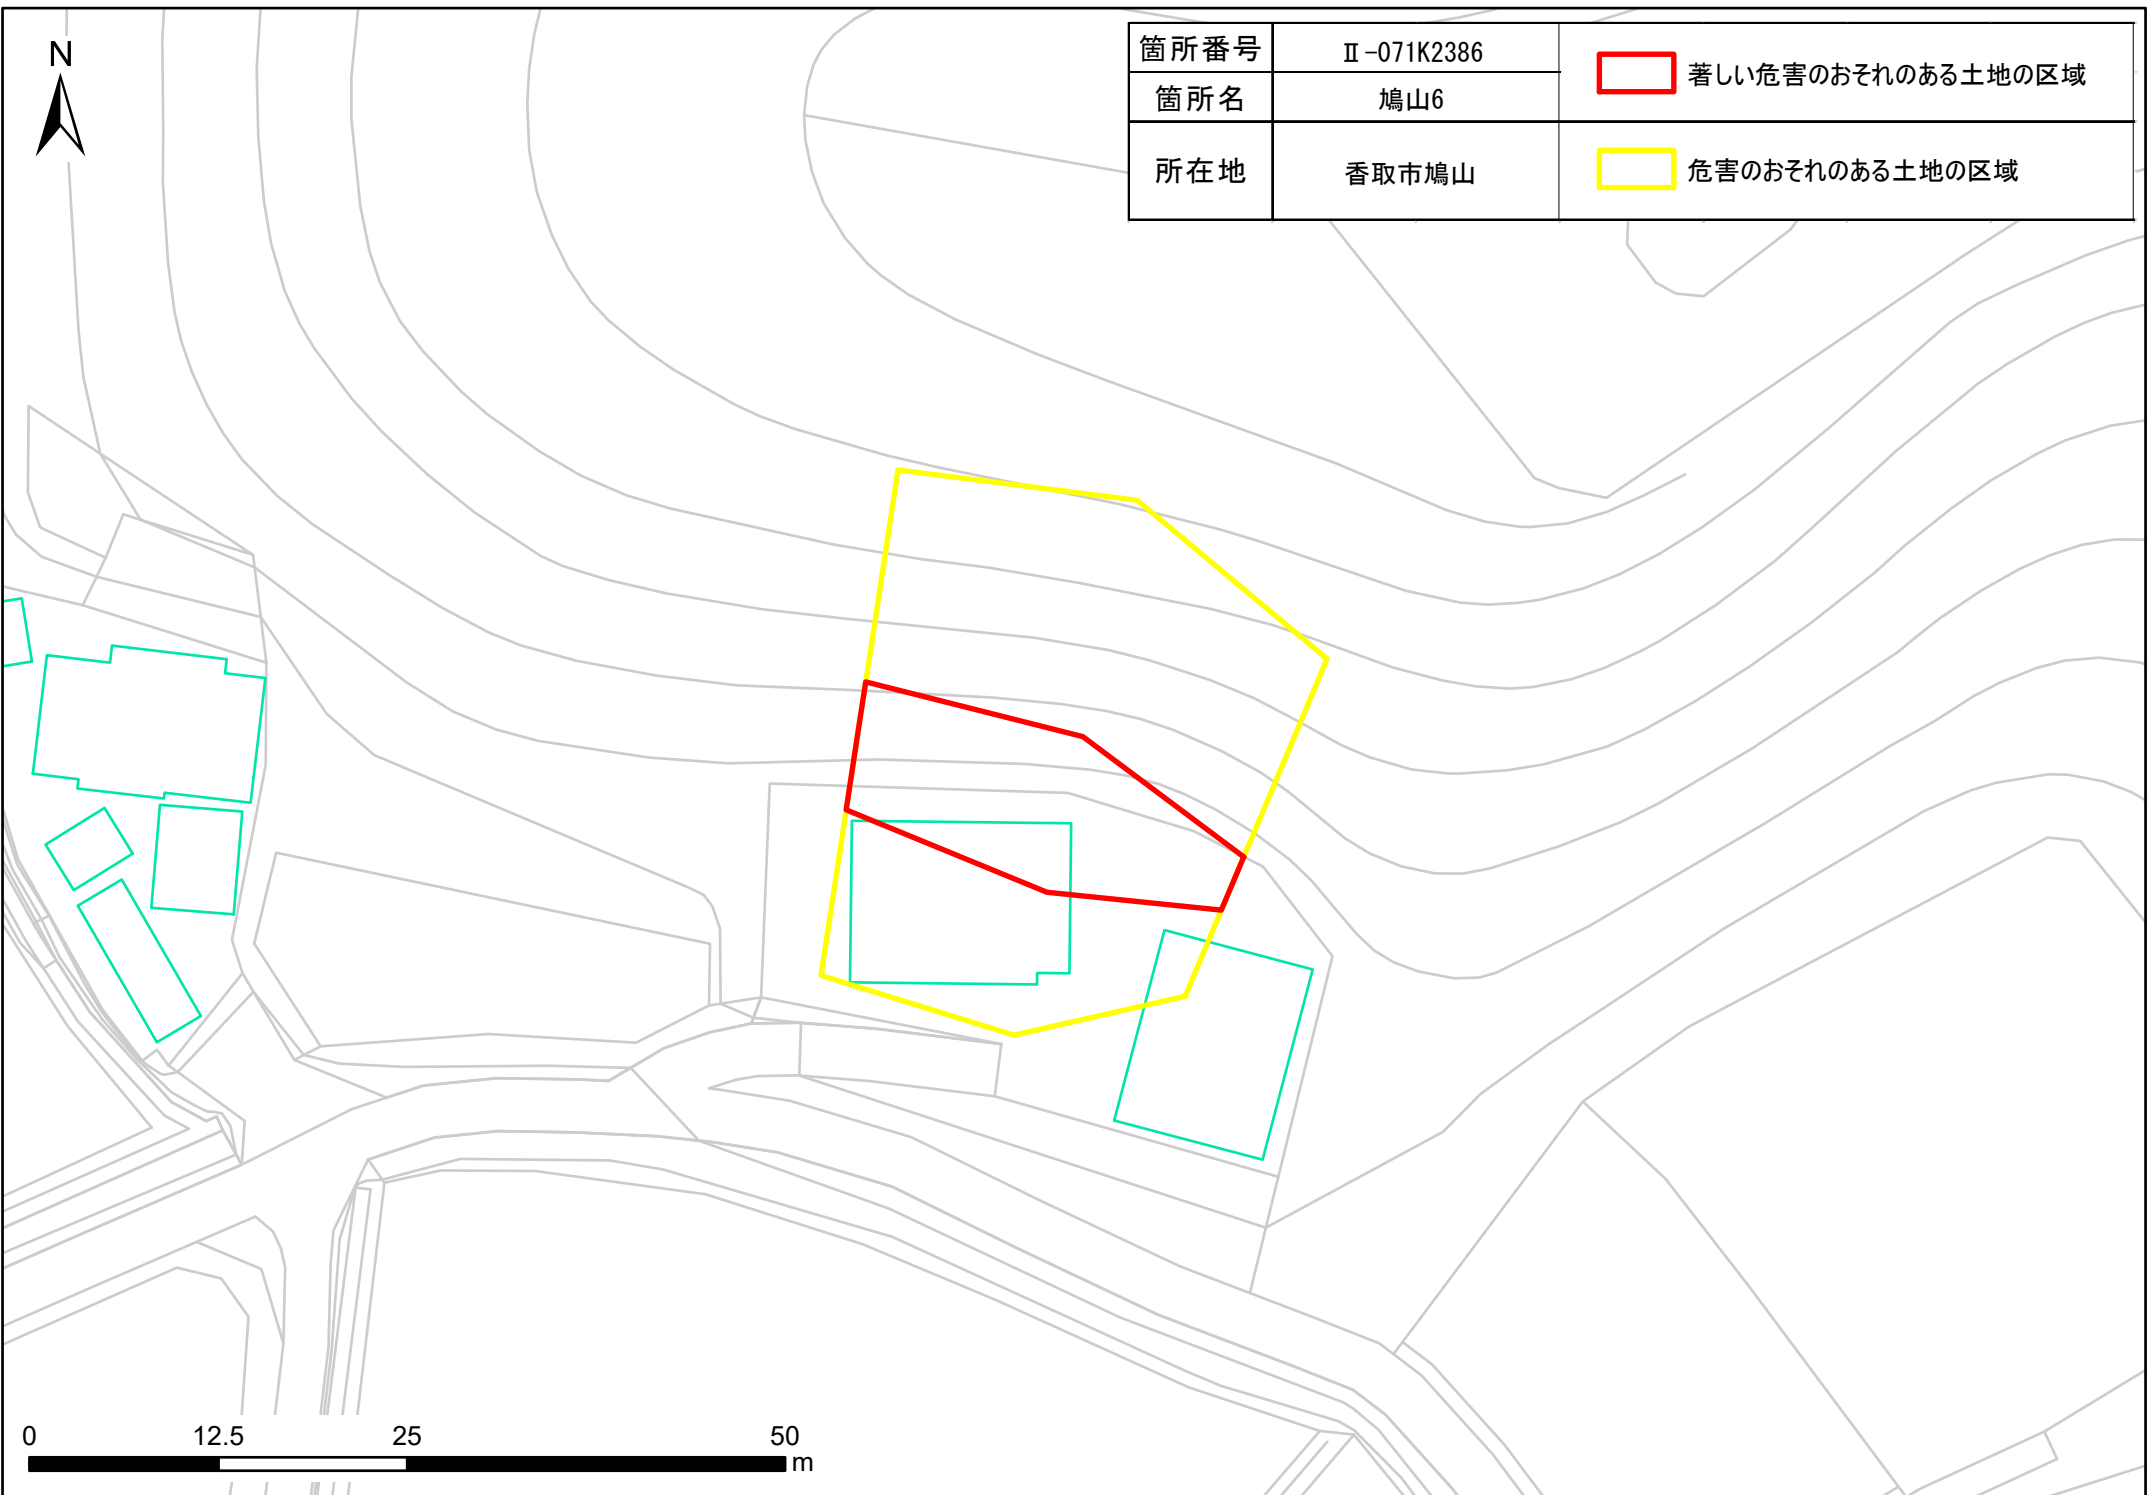 N
箇所番号 Ⅱ-071K2386
著しい危害のおそれのある土地の区域
箇所名 鳩山6
所在地 香取市鳩山
危害のおそれのある土地の区域
0 12.5 25 50
m